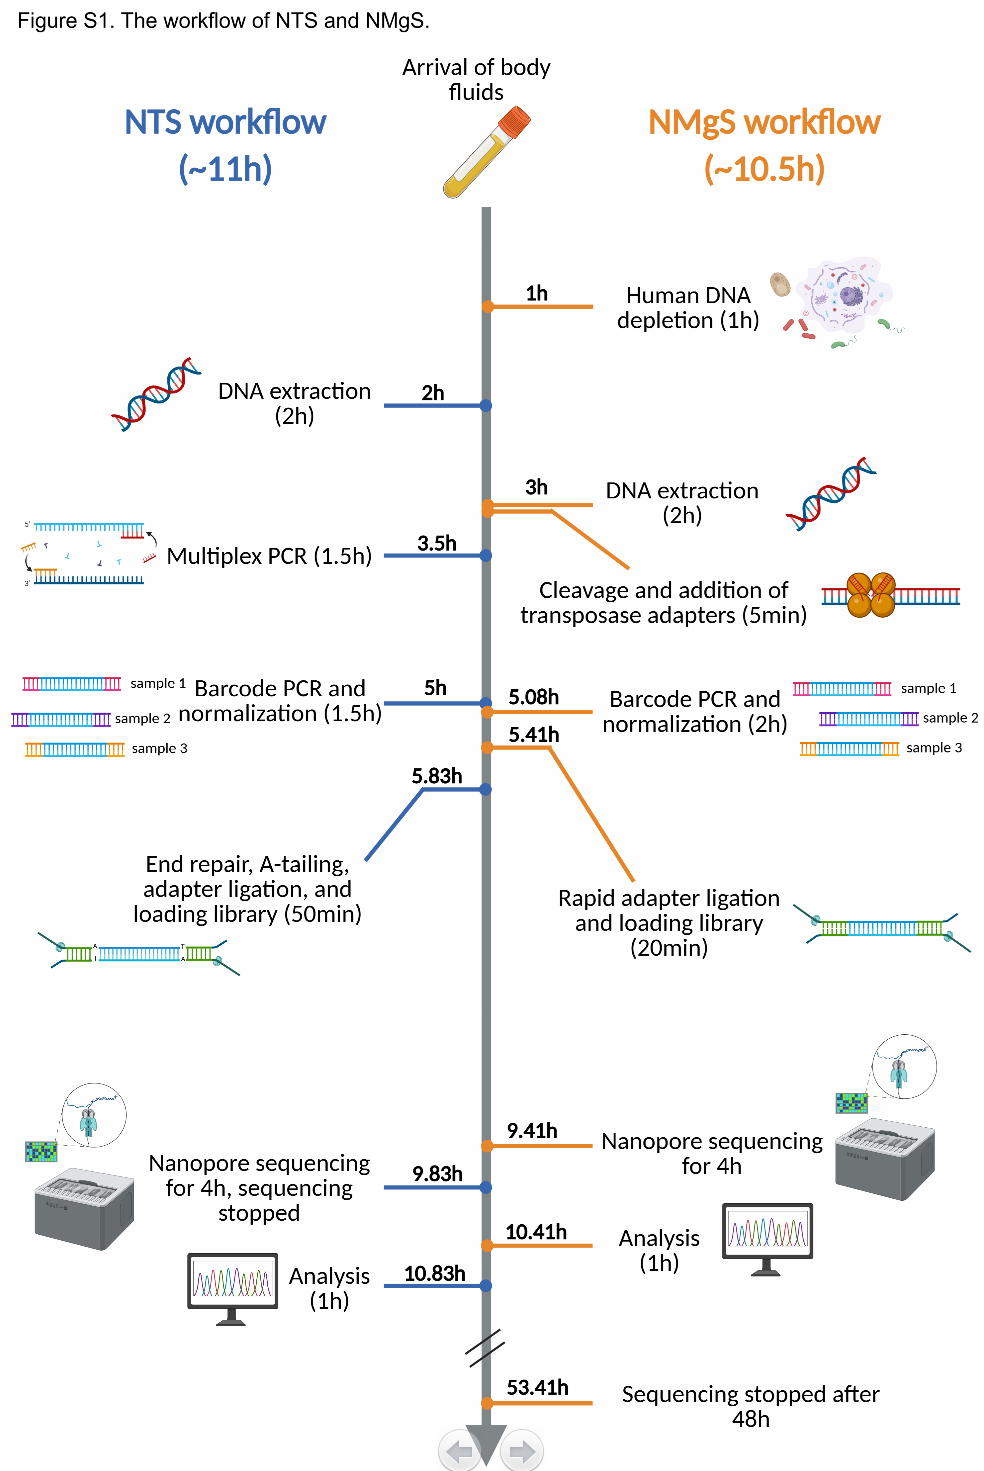 Figure S1. The workflow of NTS and NMgS.
Arrival of body
fluids
NTS workflow
(~11h)
NMgS workflow
(~10.5h)
1h
Human DNA
depletion (1h)
DNA extraction
(2h)
2h
3h
DNA extraction
(2h)
5'
3'
Multiplex PCR (1.5h)
3.5h
Cleavage and addition of
transposase adapters (5min)
sample 1
sample 2
sample 3
Barcode PCR and
normalization (1.5h)
5h
5.08h
Barcode PCR and
normalization (2h)
sample 1
sample 2
sample 3
5.41h
5.83h
End repair, A-tailing,
adapter ligation, and
loading library (50min)
A
T
A
Rapid adapter ligation
and loading library
(20min)
9.41h
Nanopore sequencing
for 4h
Nanopore sequencing
for 4h, sequencing
stopped
9.83h
10.41h
Analysis
(1h)
Analysis
(1h)
10.83h
53.41h
Sequencing stopped after
48h